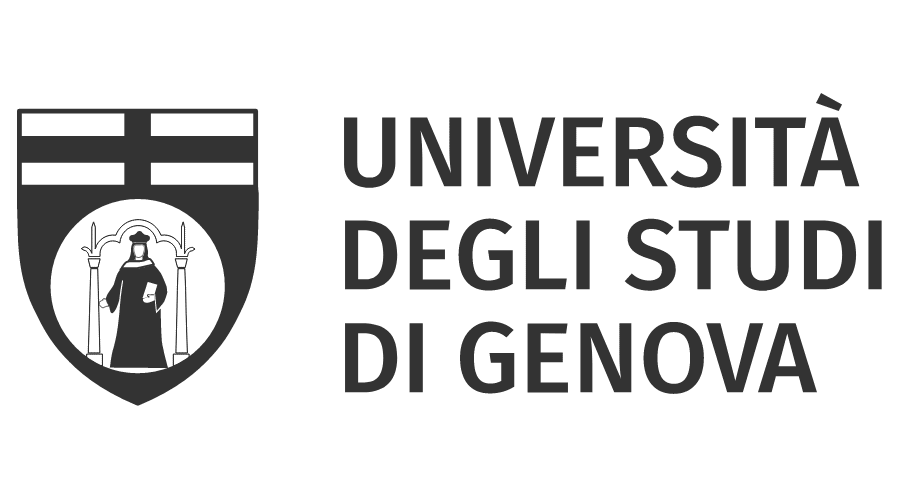 UNIVERSITÀ
DEGLI STUDI
DI GENOVA